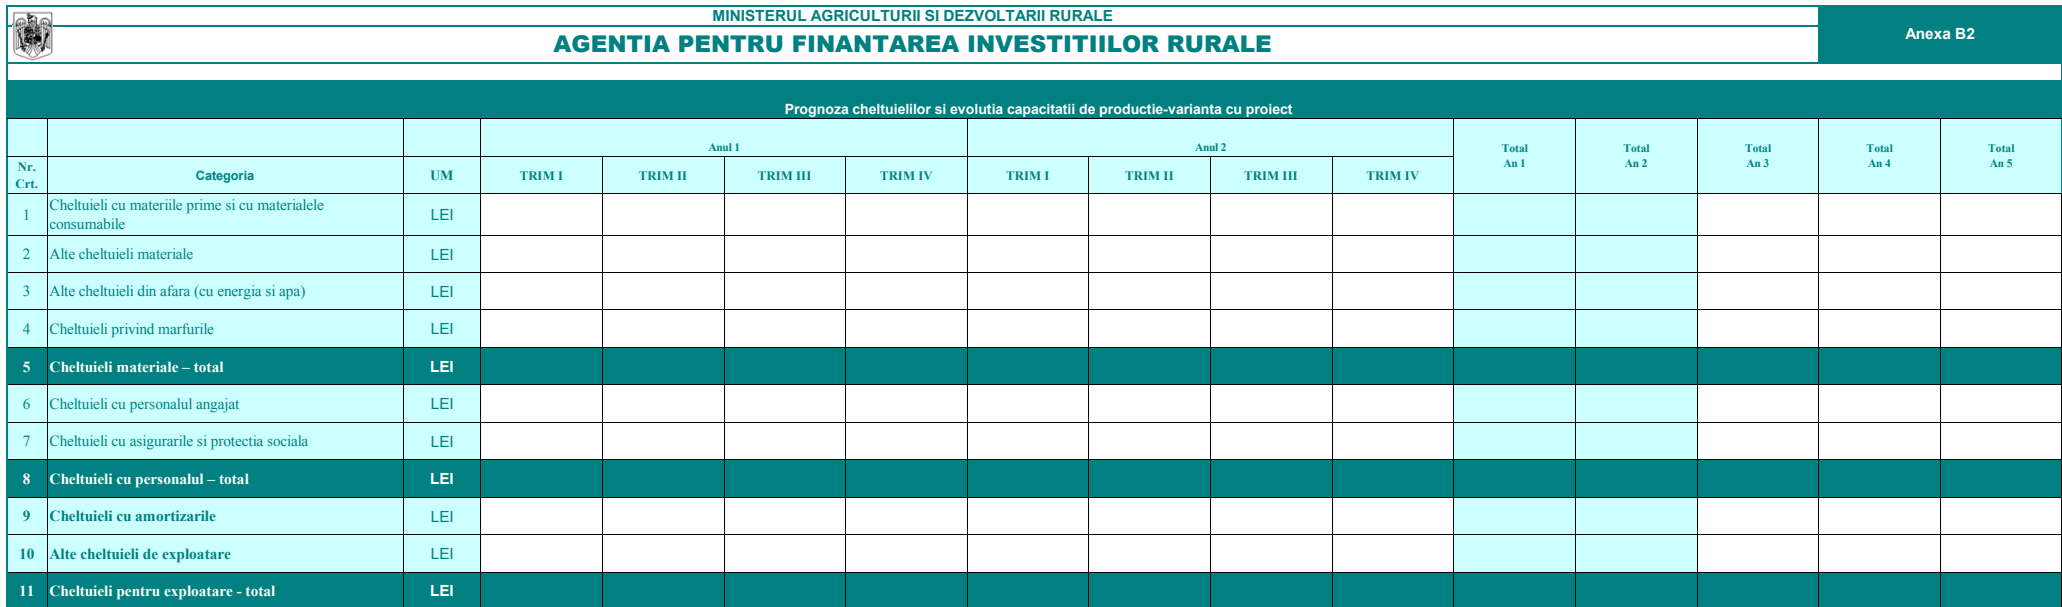 MINISTERUL AGRICULTURII SI DEZVOLTARII RURALE
AGENTIA PENTRU FINANTAREA INVESTITIILOR RURALE
Anexa B2
Prognoza cheltuielilor si evolutia capacitatii de productie-varianta cu proiect
Anul 1 Anul 2 Total An 1 Total An 2 Total An 3 Total An 4 Total An 5
Nr. Crt. Categoria UM TRIM I TRIM II TRIM III TRIM IV TRIM I TRIM II TRIM III TRIM IV
1 Cheltuieli cu materiile prime si cu materialele
consumabile LEI
2 Alte cheltuieli materiale LEI
3 Alte cheltuieli din afara (cu energia si apa) LEI
4 Cheltuieli privind marfurile LEI
5 Cheltuieli materiale – total LEI
6 Cheltuieli cu personalul angajat LEI
7 Cheltuieli cu asigurarile si protectia sociala LEI
8 Cheltuieli cu personalul – total LEI
9 Cheltuieli cu amortizarile LEI
10 Alte cheltuieli de exploatare LEI
11 Cheltuieli pentru exploatare - total LEI